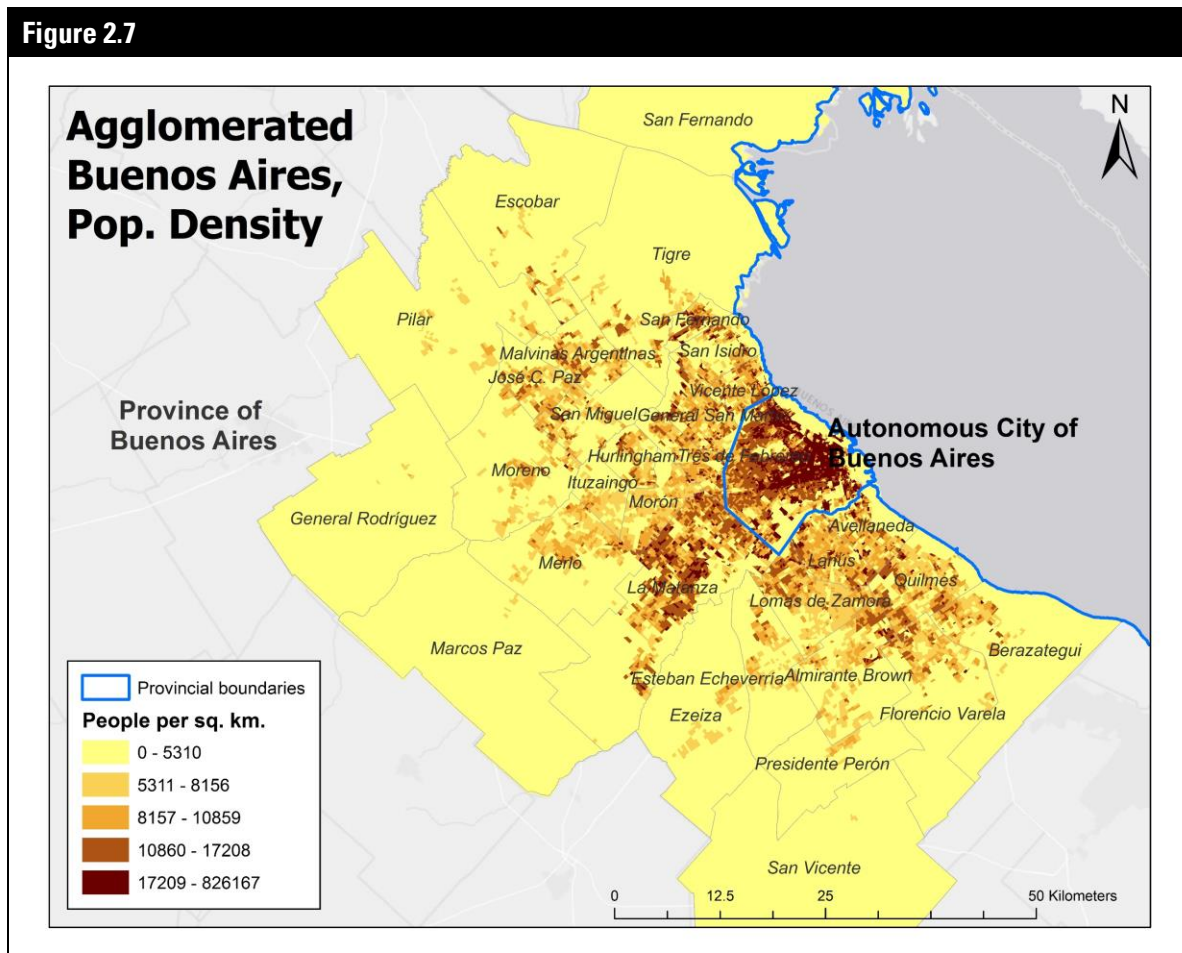 Figure 2.7
Agglomerated
Buenos Aires,
Pop. Density
N
San Fernando
Escobar
Tigre
Pilar
San Fernando
Malvinas Argentinas
San Isidro
José C. Paz
Vicente López
Province of
Buenos Aires
San Miguel
General San Martín
Autonomous City of
Buenos Aires
Hurlingham
Tres de Febrero
Moreno
Ituzaingó
Morón
General Rodríguez
Avellaneda
Merlo
Lanús
La Matanza
Quilmes
Lomas de Zamora
Marcos Paz
Berazategui
Esteban Echeverría
Almirante Brown
Ezeiza
Florencio Varela
Presidente Perón
San Vicente
Provincial boundaries
People per sq. km.
0 - 5310
5311 - 8156
8157 - 10859
10860 - 17208
17209 - 826167
0 12.5 25 50 Kilometers